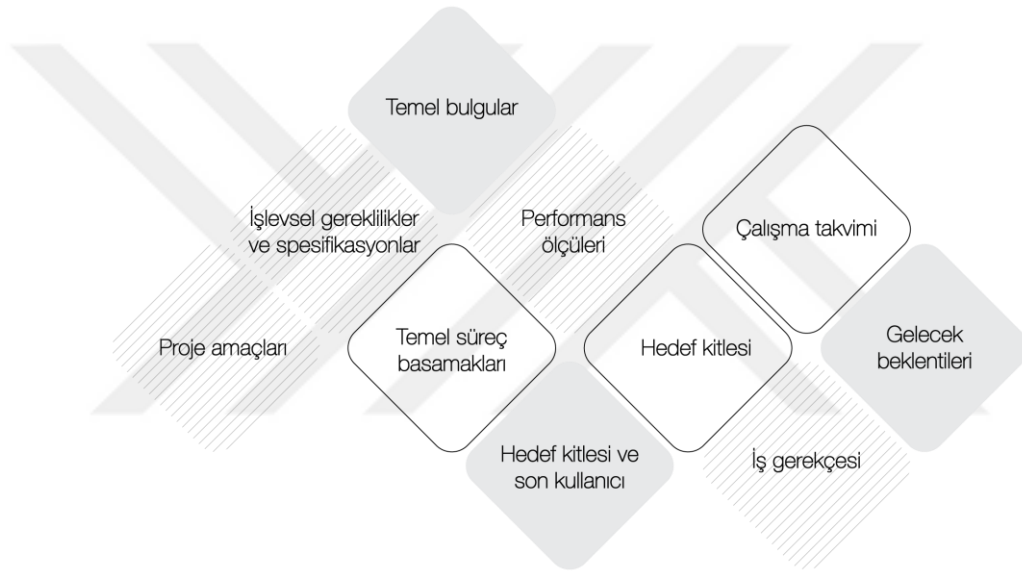 Temel bulgular
İşlevsel gereklilikler
ve spesifikasyonlar
Performans
ölçüleri
Çalışma takvimi
Proje amaçları
Temel süreç
basamakları
Hedef kitlesi
Gelecek
beklentileri
Hedef kitlesi ve
son kullanıcı
İş gerekçesi